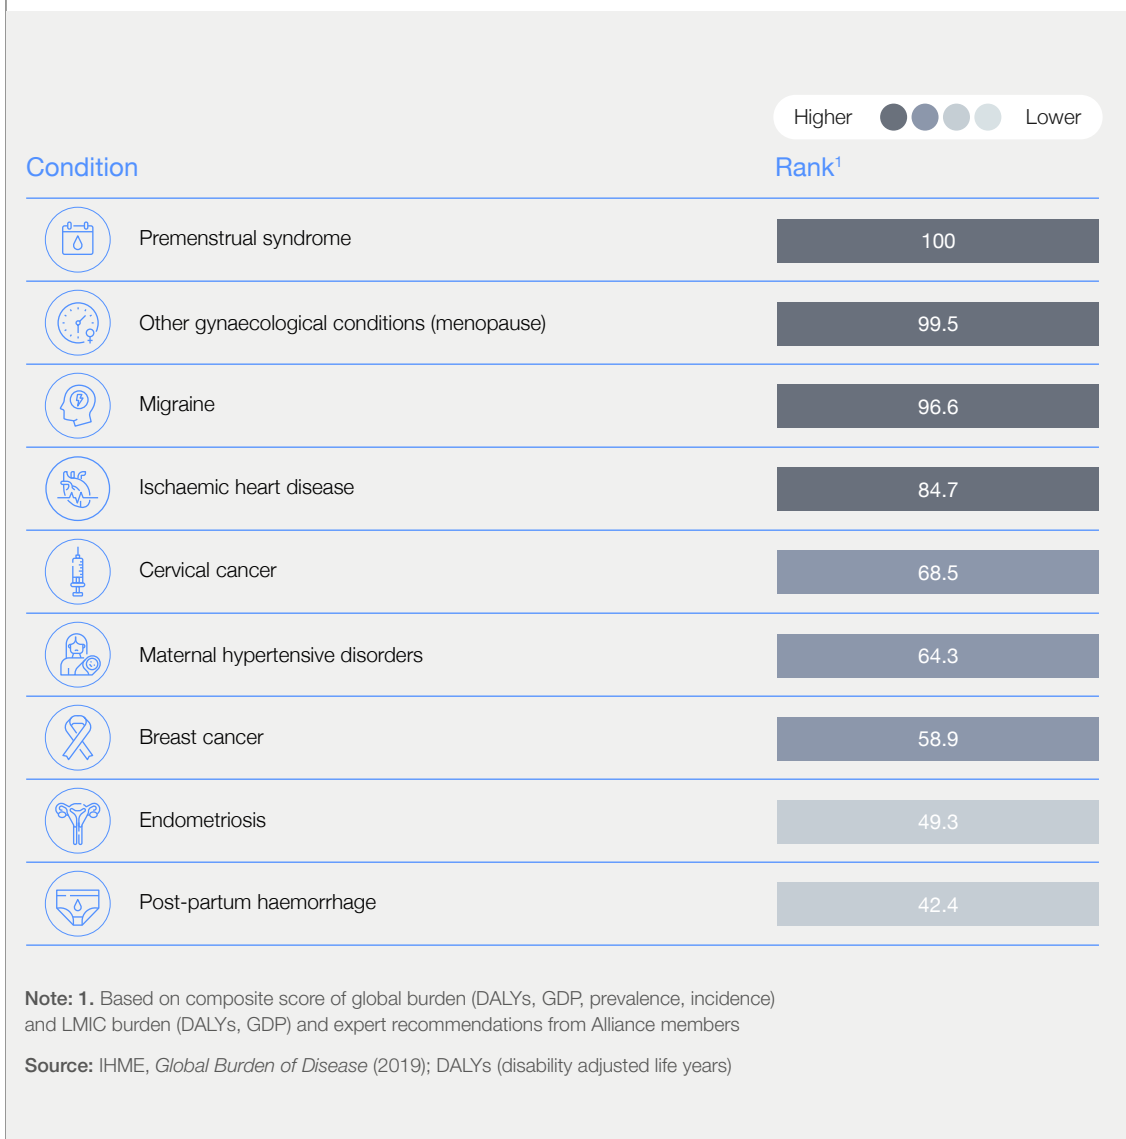 Higher Lower
Condition Rank¹
Premenstrual syndrome 100
Other gynaecological conditions (menopause) 99.5
Migraine 96.6
Ischaemic heart disease 84.7
Cervical cancer 68.5
Maternal hypertensive disorders 64.3
Breast cancer 58.9
Endometriosis 49.3
Post-partum haemorrhage 42.4
Note: 1. Based on composite score of global burden (DALYs, GDP, prevalence, incidence)
and LMIC burden (DALYs, GDP) and expert recommendations from Alliance members
Source: IHME, Global Burden of Disease (2019); DALYs (disability adjusted life years)